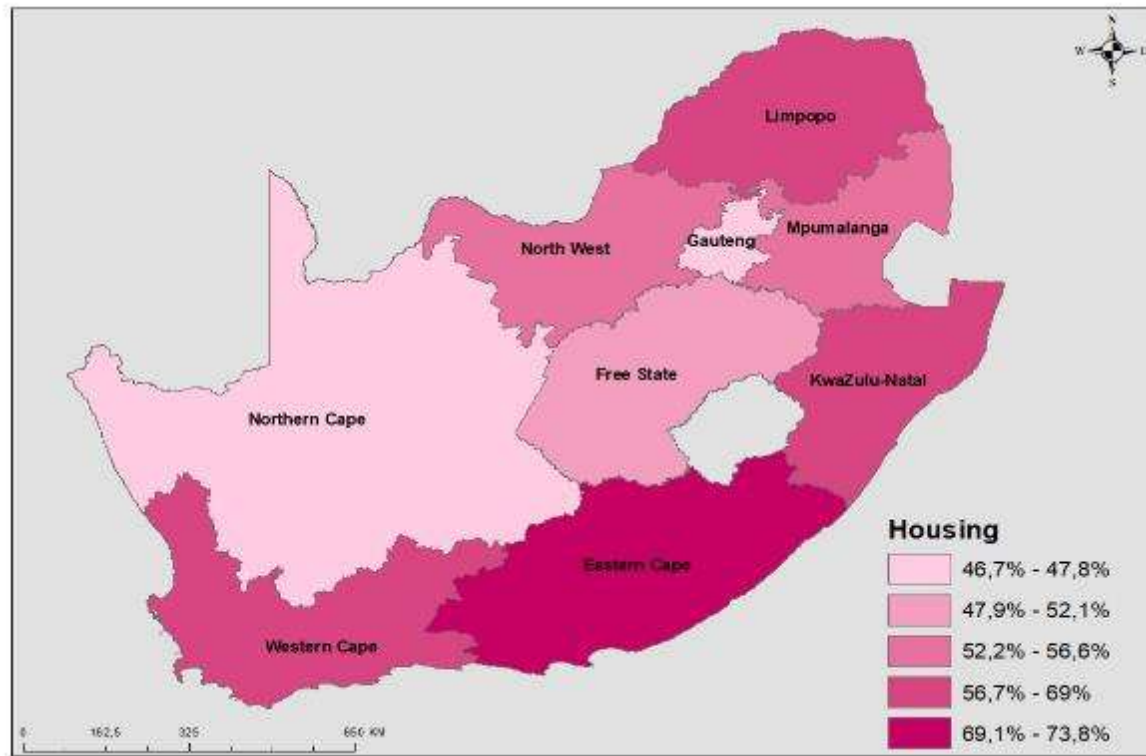 N
W E
S
Limpopo
North West
Gauteng
Mpumalanga
Free State
KwaZulu-Natal
Northern Cape
Eastern Cape
Western Cape
Housing
46,7% - 47,8%
47,9% - 52,1%
52,2% - 56,6%
56,7% - 69%
69,1% - 73,8%
0 162,5 325 650 KM